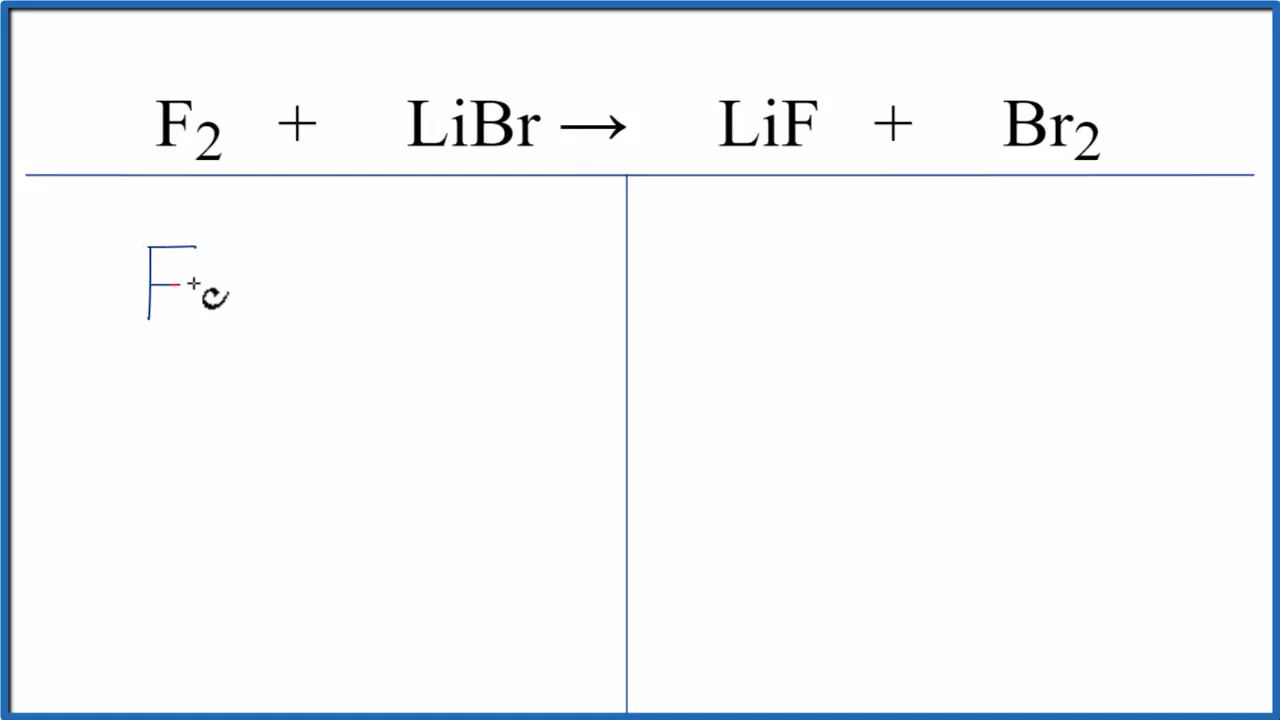 F₂ + LiBr → LiF + Br₂
F